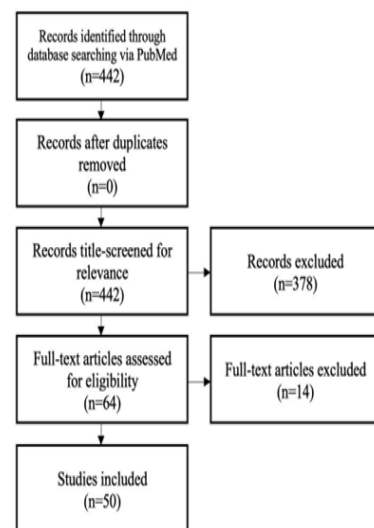 Records identified through
database searching via PubMed
(n=442)
Records after duplicates
removed
(n=0)
Records title-screened for
relevance
(n=442)
Records excluded
(n=378)
Full-text articles assessed
for eligibility
(n=64)
Full-text articles excluded
(n=14)
Studies included
(n=50)